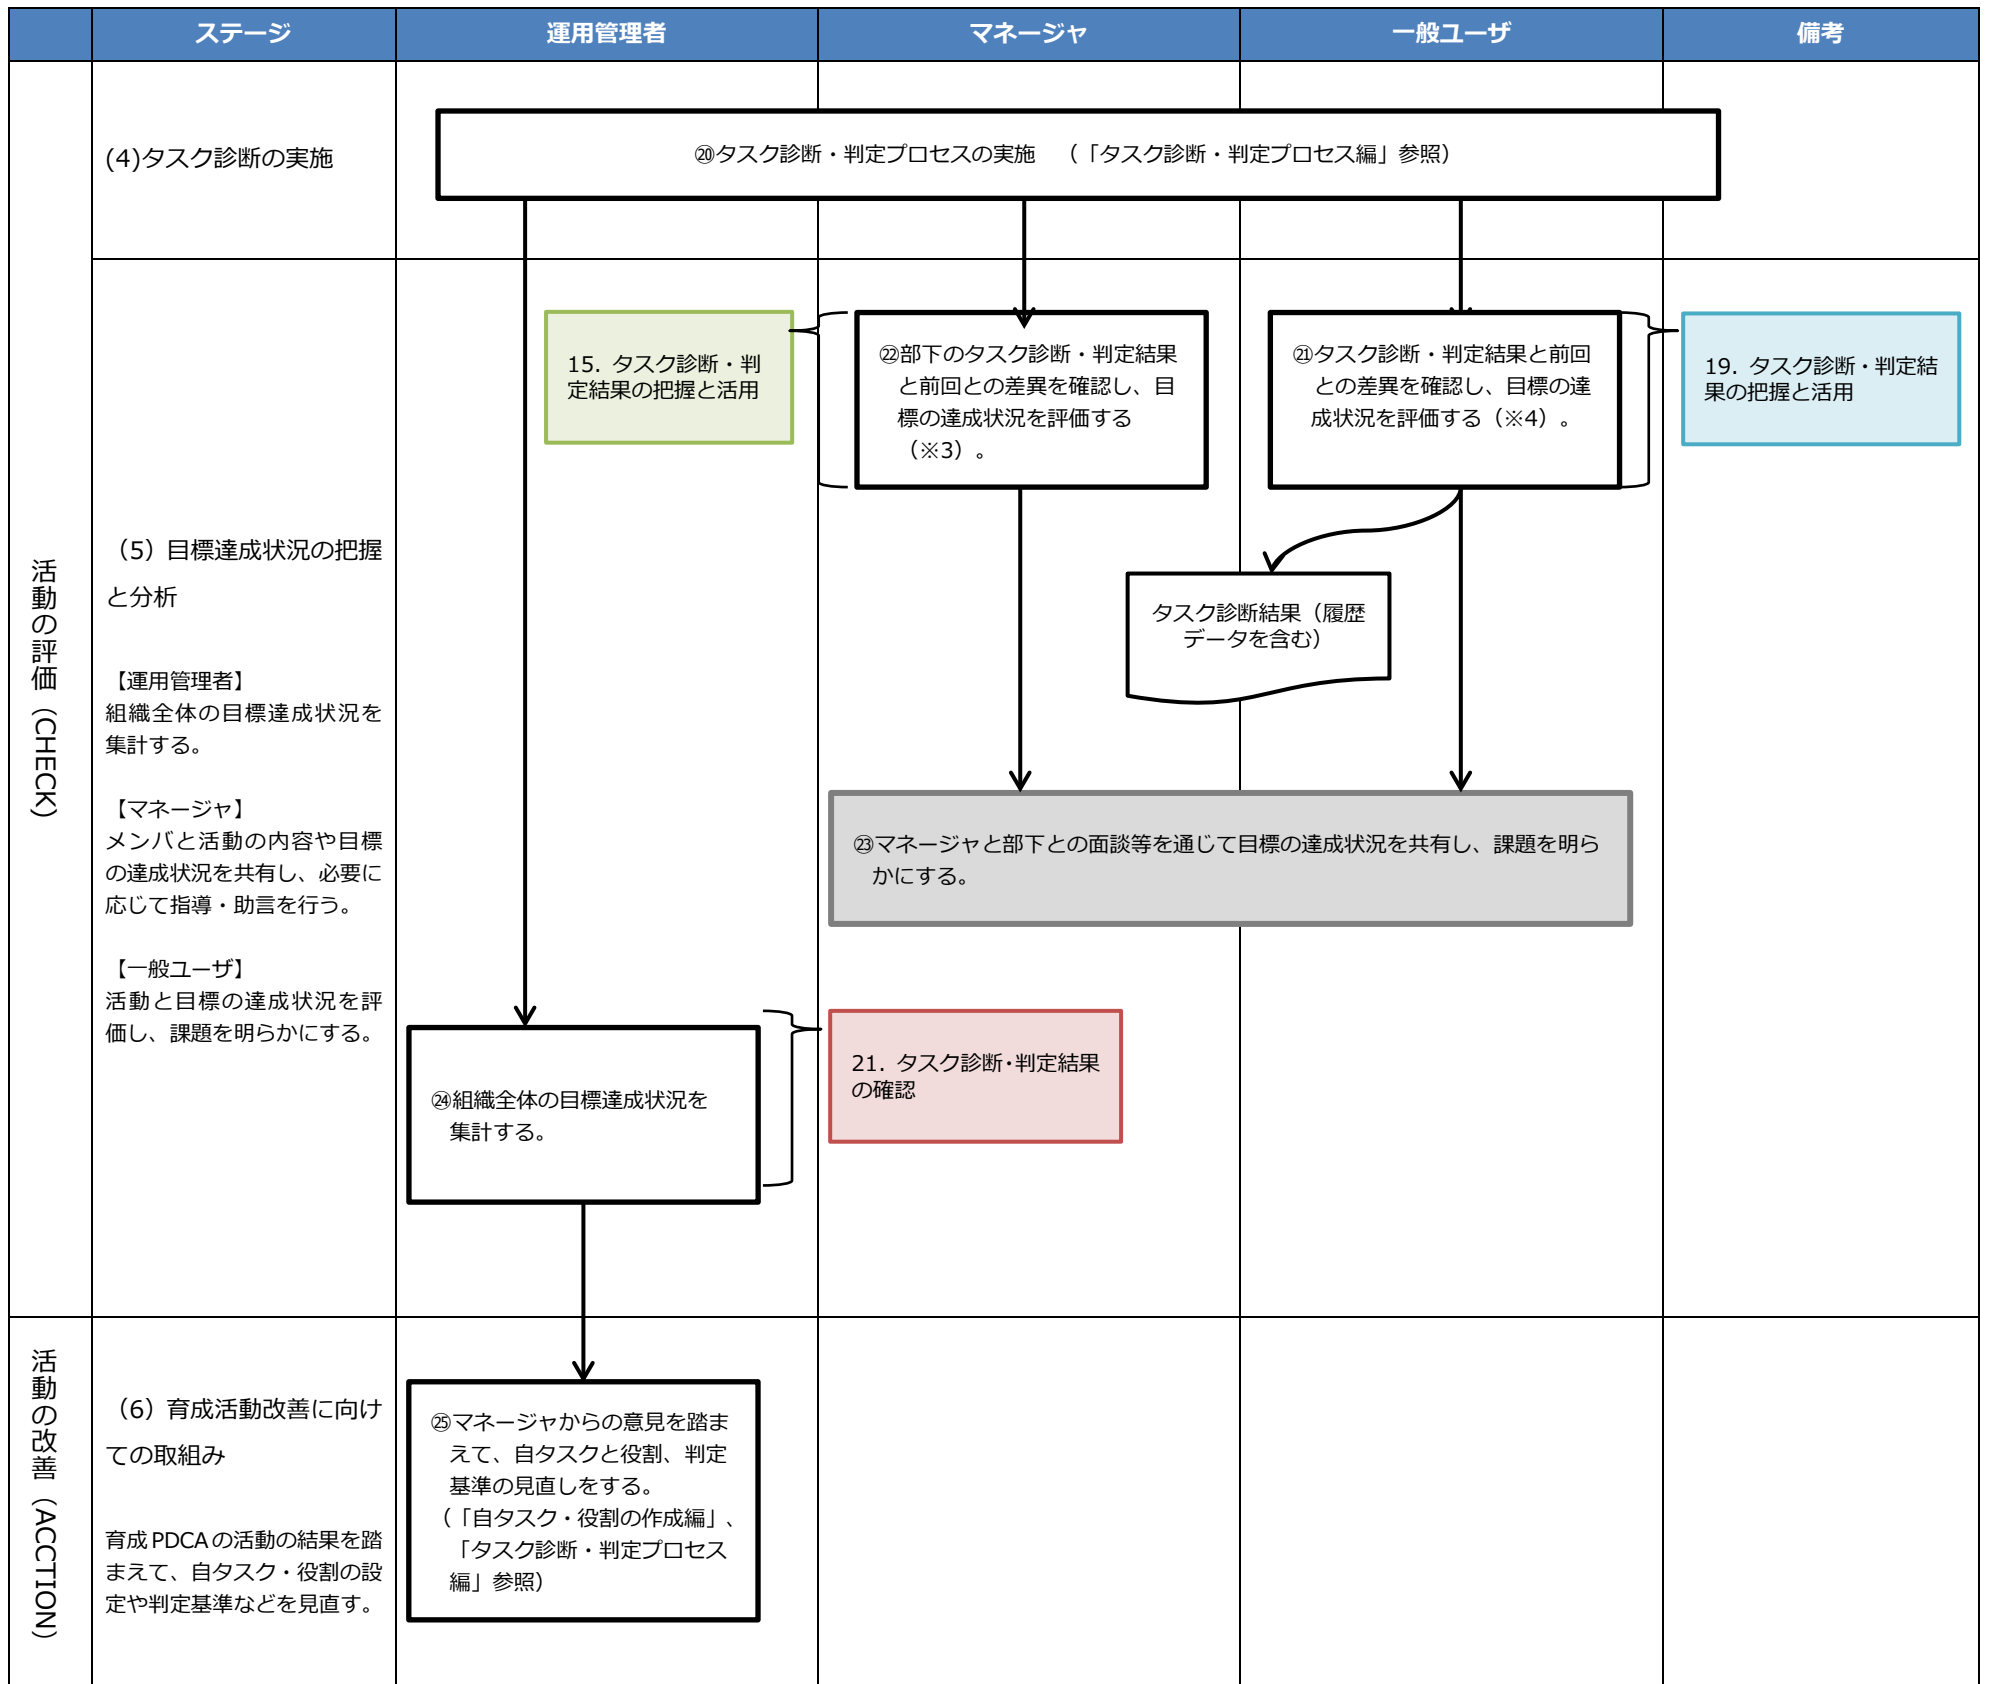 ステージ
運用管理者
マネージャ
一般ユーザ
備考
活動の評価（CHECK）
(4)タスク診断の実施
⑳タスク診断・判定プロセスの実施　（「タスク診断・判定プロセス編」参照）
（5）目標達成状況の把握
と分析
【運用管理者】
組織全体の目標達成状況を
集計する。
【マネージャ】
メンバと活動の内容や目標
の達成状況を共有し、必要に
応じて指導・助言を行う。
【一般ユーザ】
活動と目標の達成状況を評
価し、課題を明らかにする。
15. タスク診断・判
定結果の把握と活用
㉒部下のタスク診断・判定結果
と前回との差異を確認し、目
標の達成状況を評価する
（※3）。
㉑タスク診断・判定結果と前回
との差異を確認し、目標の達
成状況を評価する（※4）。
19. タスク診断・判定結
果の把握と活用
タスク診断結果（履歴
データを含む）
㉓マネージャと部下との面談等を通じて目標の達成状況を共有し、課題を明ら
かにする。
㉔組織全体の目標達成状況を
集計する。
21. タスク診断・判定結果
の確認
活動の改善（ACCTION）
（6）育成活動改善に向け
ての取組み
育成 PDCA の活動の結果を踏
まえて、自タスク・役割の設
定や判定基準などを見直す。
㉕マネージャからの意見を踏ま
えて、自タスクと役割、判定
基準の見直しをする。
（「自タスク・役割の作成編」、
「タスク診断・判定プロセス
編」参照）